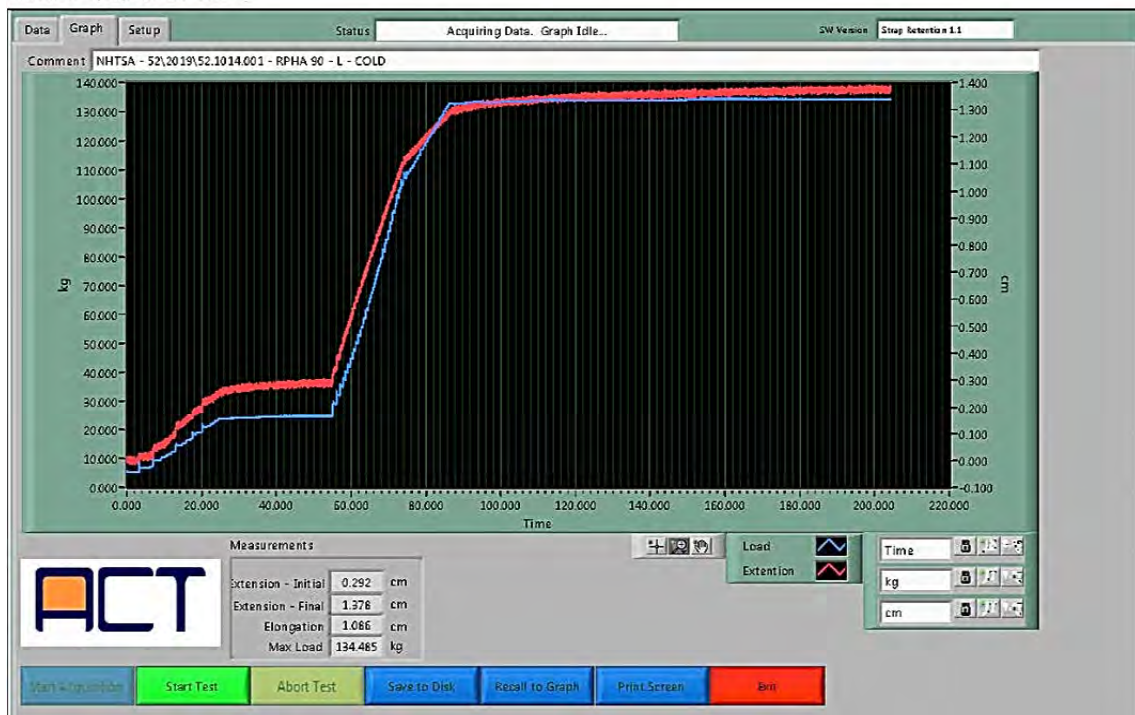 Data Graph Setup Status Acquiring Data. Graph Idle... SW Version Strap Retention 1.1
Comment NHTSA - 52\2019\52.1014.001 - RPHA 90 - L - COLD
140.000 1.400
130.000 1.300
120.000 1.200
110.000 1.100
100.000 1.000
90.000 0.900
80.000 0.800
70.000 0.700
60.000 0.600
50.000 0.500
40.000 0.400
30.000 0.300
20.000 0.200
10.000 0.100
0.000 0.000
-0.100
kg
cm
0.000 20.000 40.000 60.000 80.000 100.000 120.000 140.000 160.000 180.000 200.000 220.000
Time
Measurements
Extension - Initial 0.292 cm
Extension - Final 1.378 cm
Elongation 1.086 cm
Max Load 134.485 kg
Load
Extention
Time
kg
cm
ACT
Start Acquisition Start Test Abort Test Save to Disk Recall to Graph Print Screen